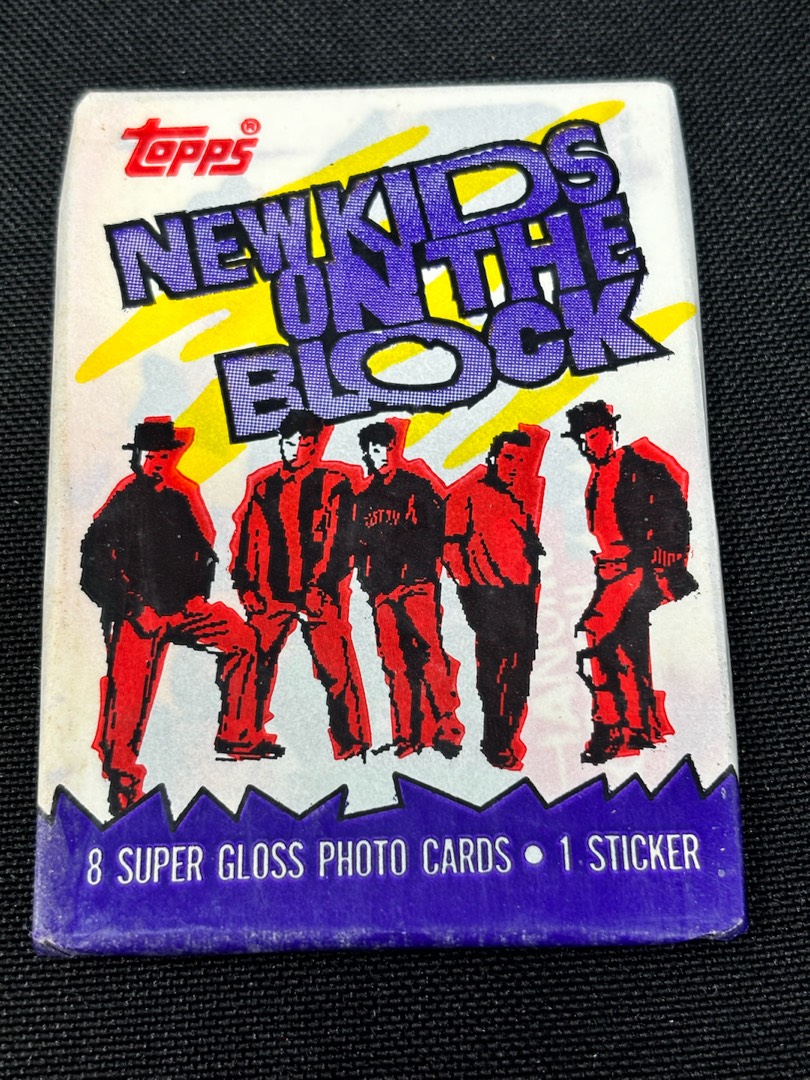 Topps®
NEW KIDS
ON THE
BLOCK
8 SUPER GLOSS PHOTO CARDS • 1 STICKER